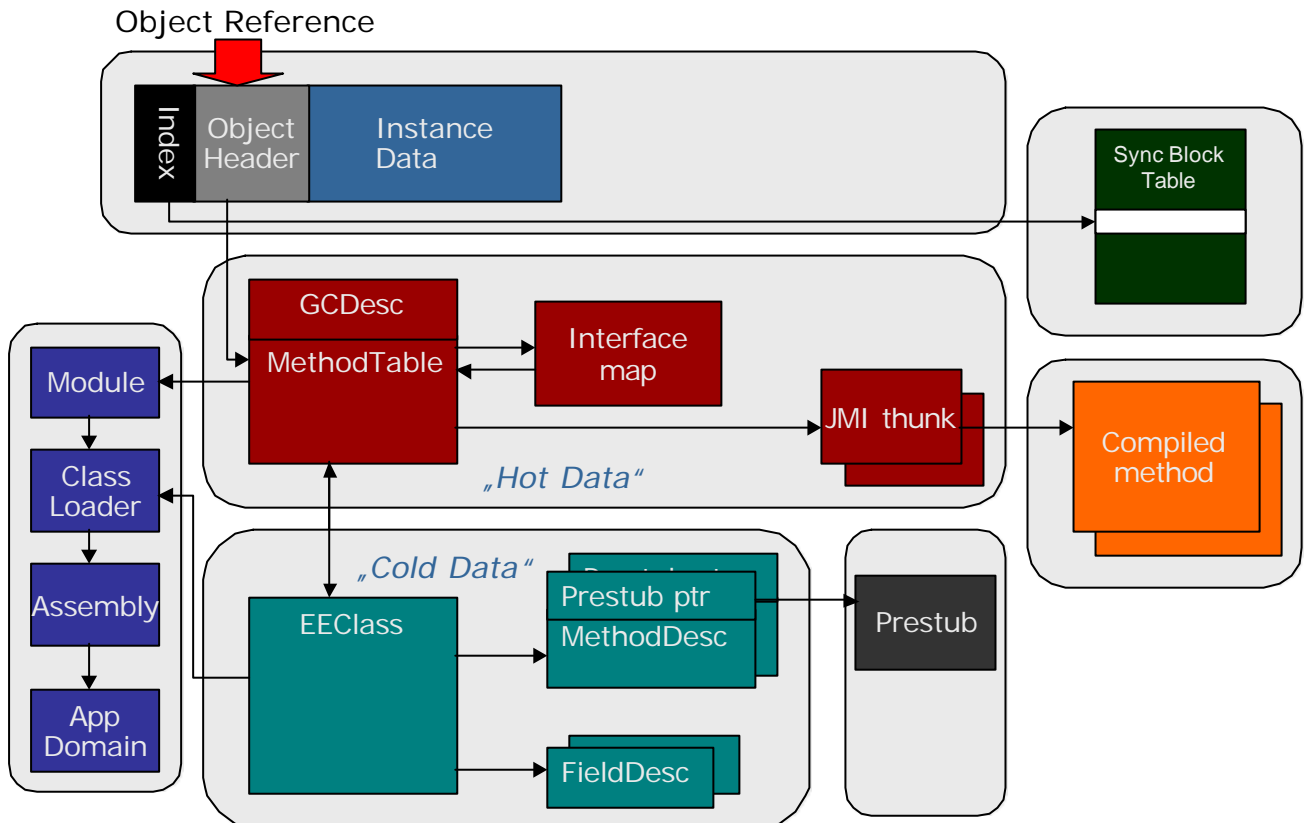 Object Reference
Index
Object
Header
Instance
Data
Sync Block
Table
GCDesc
MethodTable
Interface
map
JMI thunk
Compiled
method
„Hot Data“
Module
Class
Loader
Assembly
App
Domain
„Cold Data“
EEClass
Prestub ptr
MethodDesc
FieldDesc
Prestub